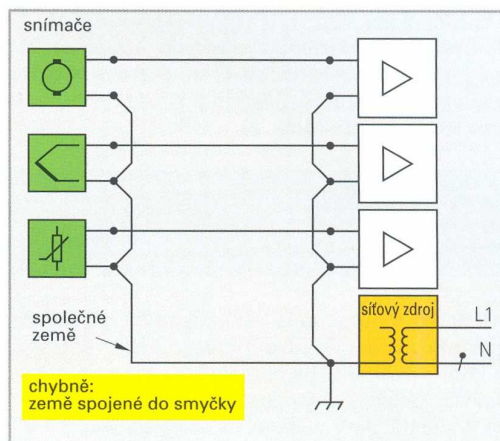 snímače
síťový zdroj
L1
N
společné
země
chybně:
země spojené do smyčky